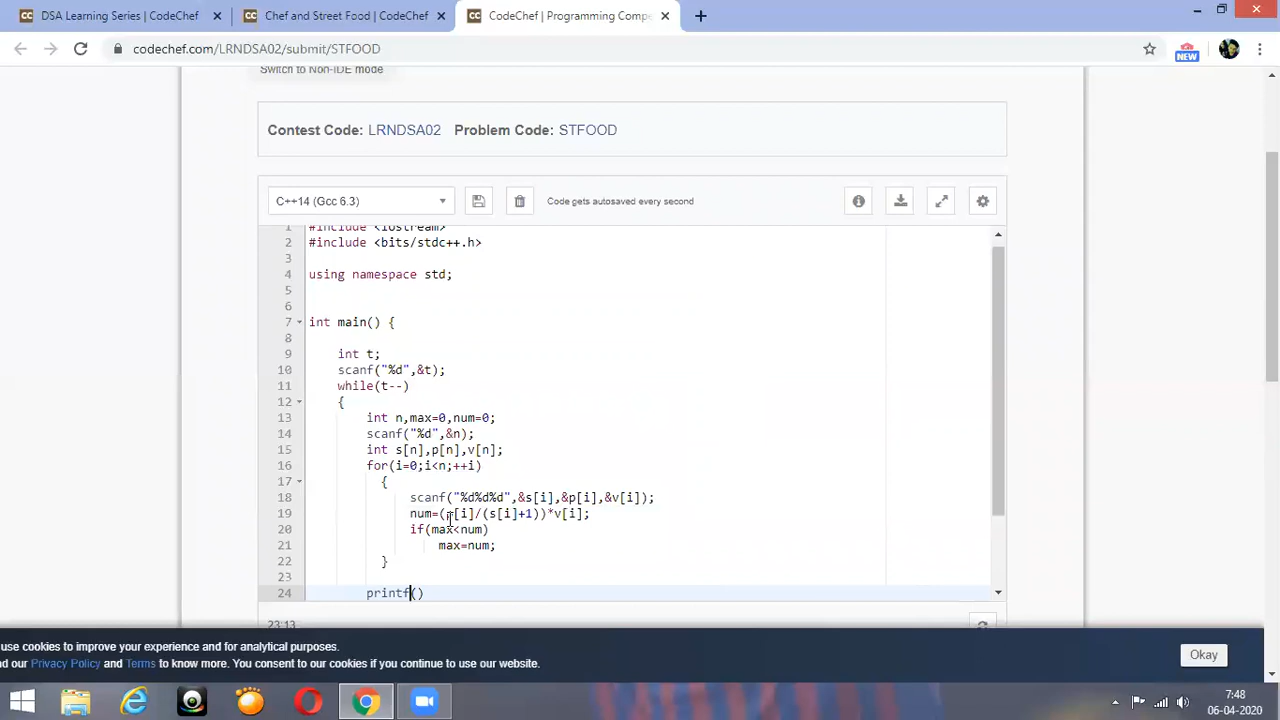 DSA Learning Series | CodeChef
Chef and Street Food | CodeChef
CodeChef | Programming Compe
codechef.com/LRNDSA02/submit/STFOOD
NEW
Switch to Non-IDE mode
Contest Code: LRNDSA02 Problem Code: STFOOD
C++14 (Gcc 6.3)
Code gets autosaved every second
1 #include <iostream>
2 #include <bits/stdc++.h>
3
4 using namespace std;
5
6
7 int main() {
8
9 int t;
10 scanf("%d",&t);
11 while(t--)
12 {
13 int n,max=0,num=0;
14 scanf("%d",&n);
15 int s[n],p[n],v[n];
16 for(i=0;i<n;++i)
17 {
18 scanf("%d%d%d",&s[i],&p[i],&v[i]);
19 num=(p[i]/(s[i]+1))*v[i];
20 if(max<num)
21 max=num;
22 }
23
24 printf()
23:13
use cookies to improve your experience and for analytical purposes.
nd our Privacy Policy and Terms to know more. You consent to our cookies if you continue to use our website.
Okay
7:48
06-04-2020